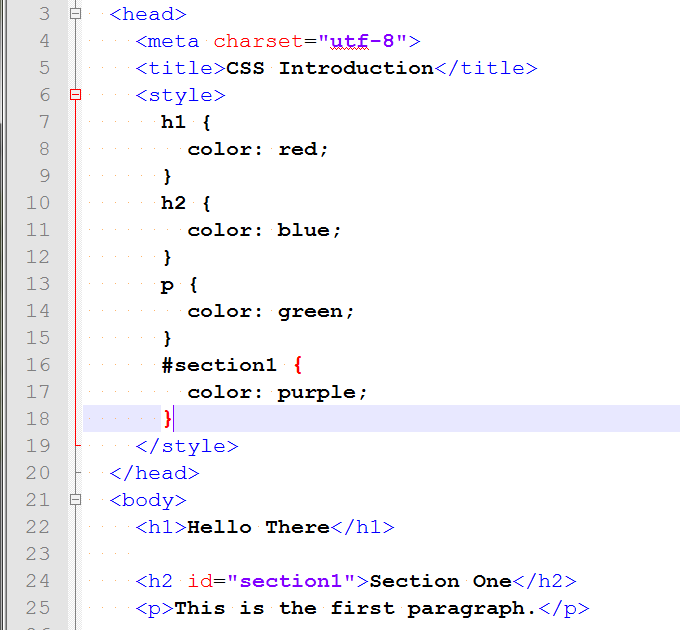 3 <head>
4 <meta charset="utf-8">
5 <title>CSS Introduction</title>
6 <style>
7 h1 {
8 color: red;
9 }
10 h2 {
11 color: blue;
12 }
13 p {
14 color: green;
15 }
16 #section1 {
17 color: purple;
18 }
19 </style>
20 </head>
21 <body>
22 <h1>Hello There</h1>
23
24 <h2 id="section1">Section One</h2>
25 <p>This is the first paragraph.</p>